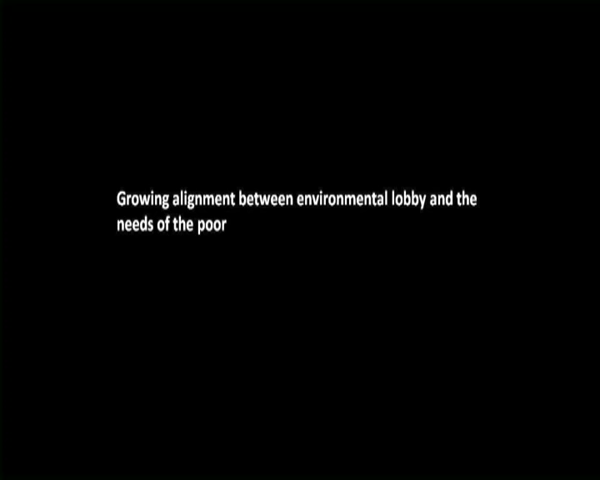 Growing alignment between environmental lobby and the
needs of the poor